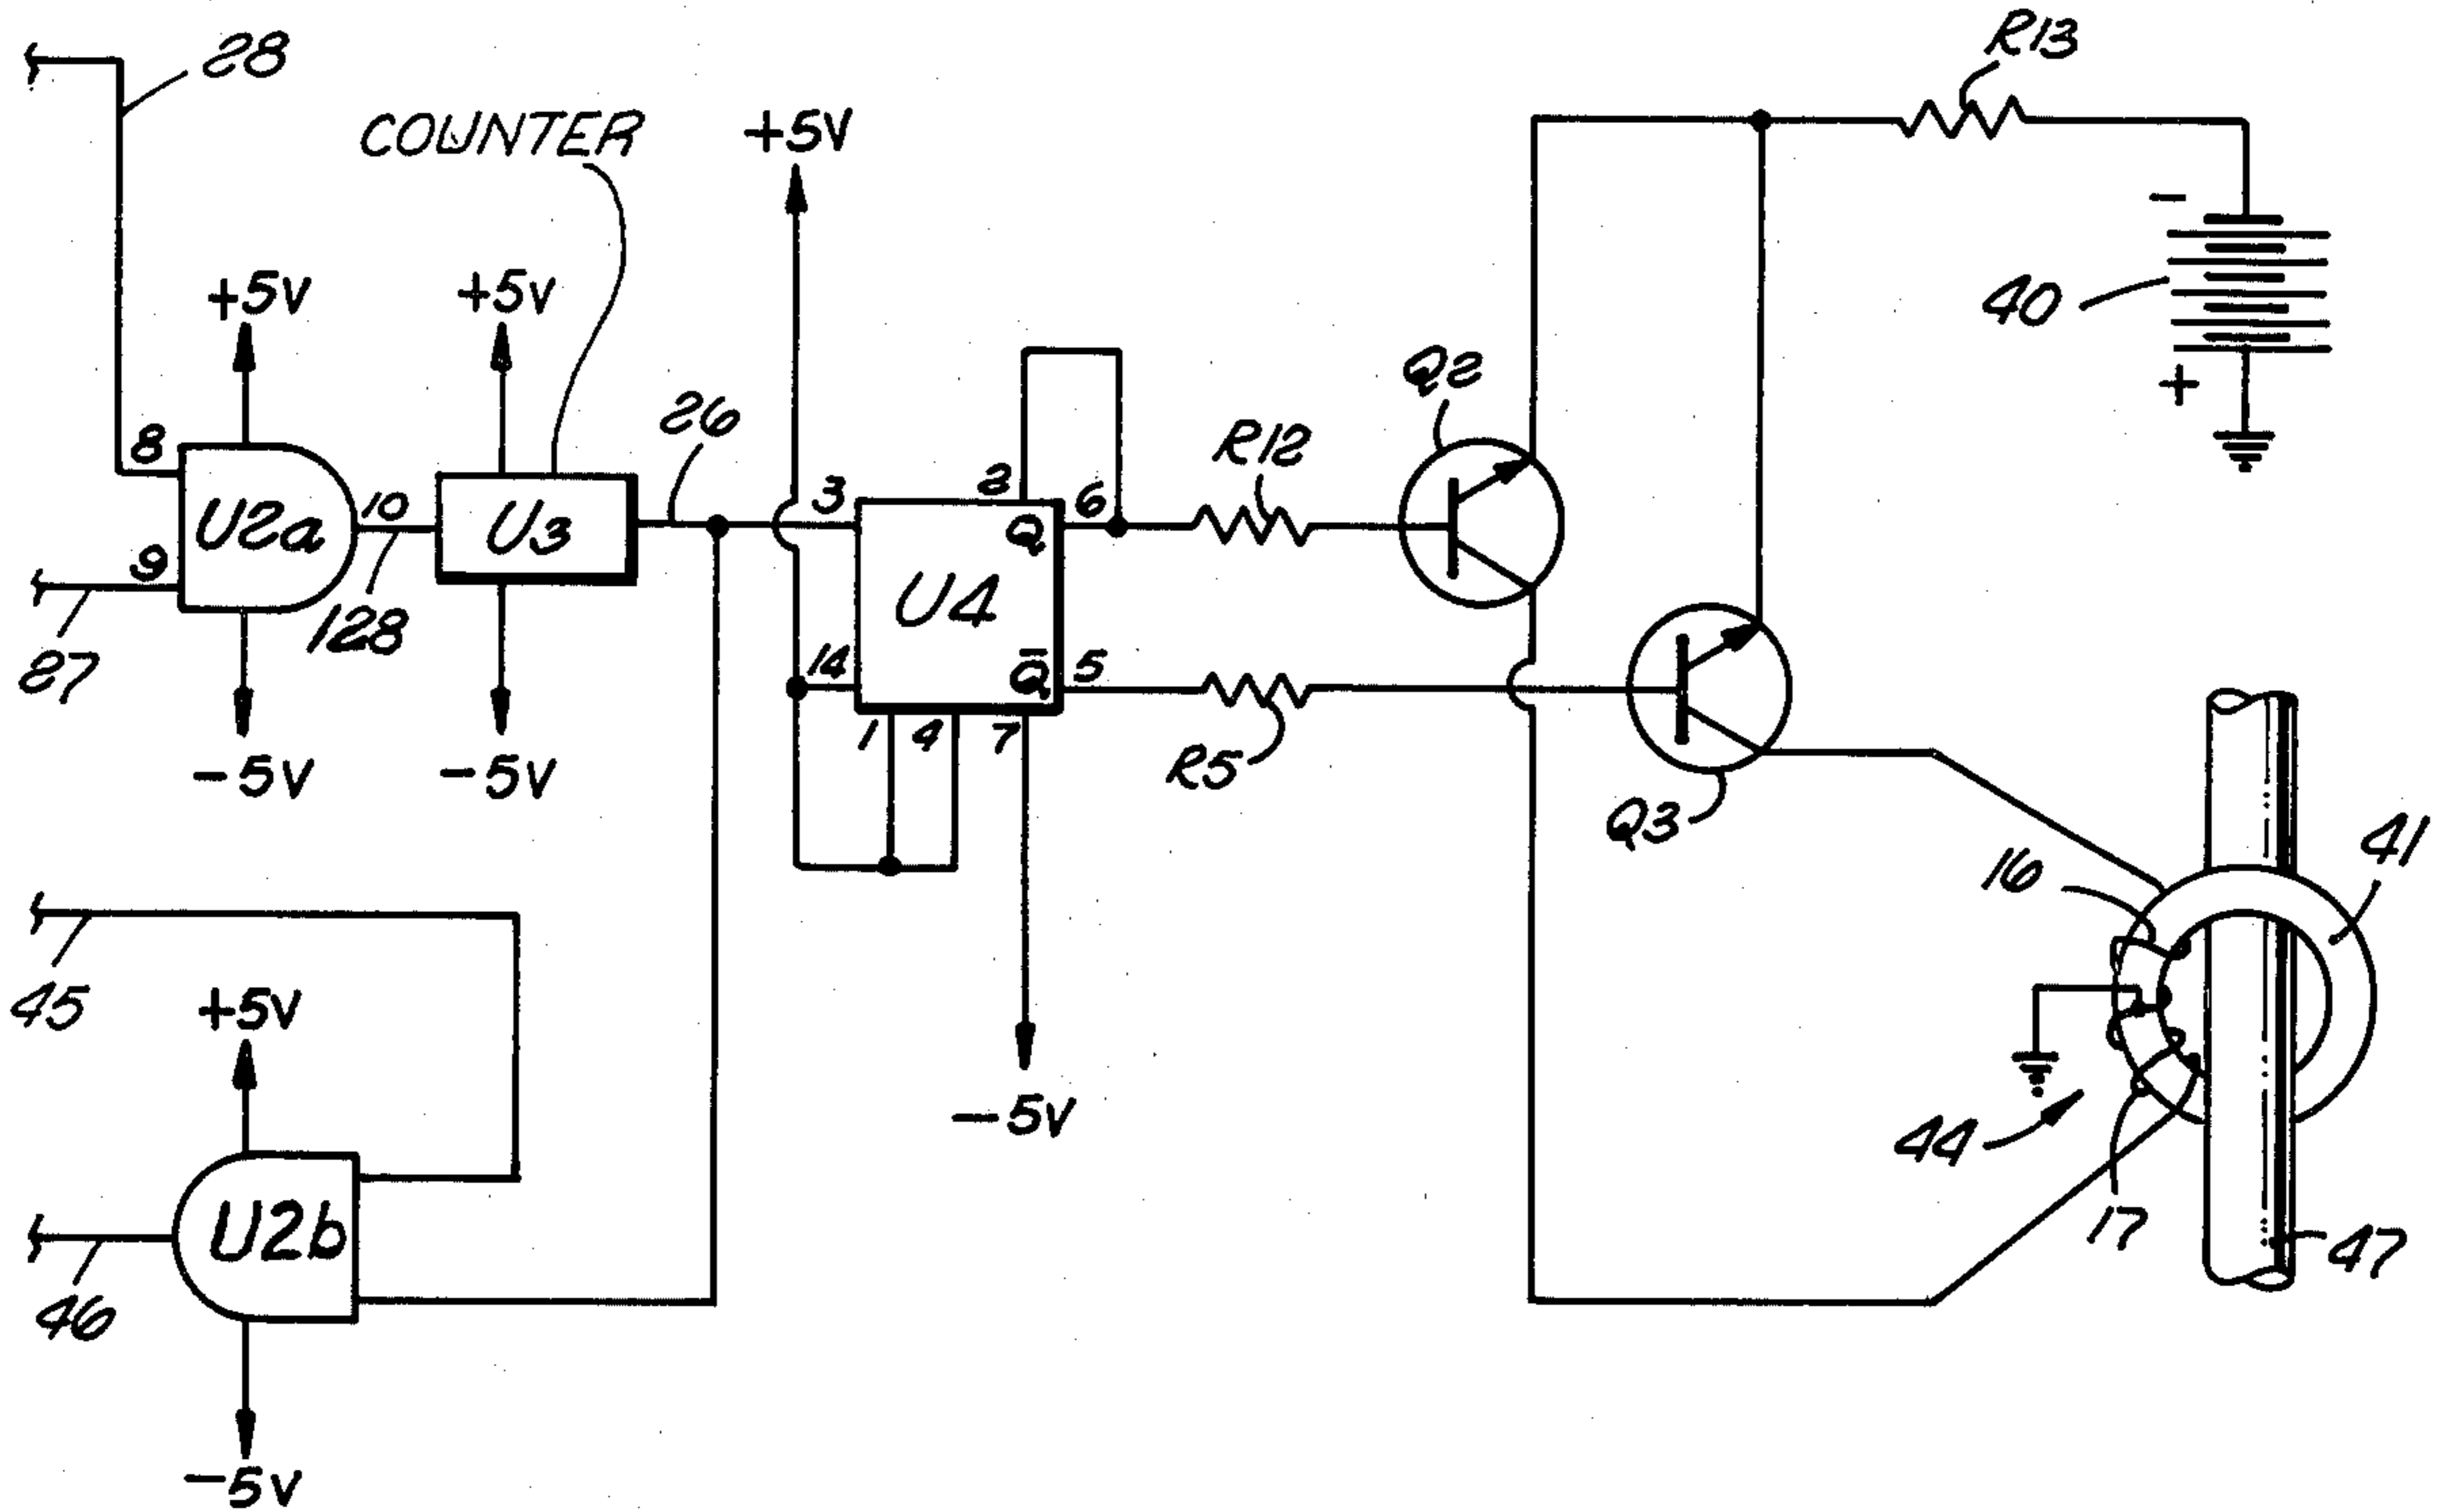 28
R13
COUNTER
+5V
+5V
+5V
-
40
+
Q2
26
R12
8
10
3
2
6
U2a
U3
Q
9
U4
128
14
Q̅
5
87
1
4
7
R5
-5V
-5V
Q3
41
16
45
+5V
-5V
44
U2b
17
47
46
-5V